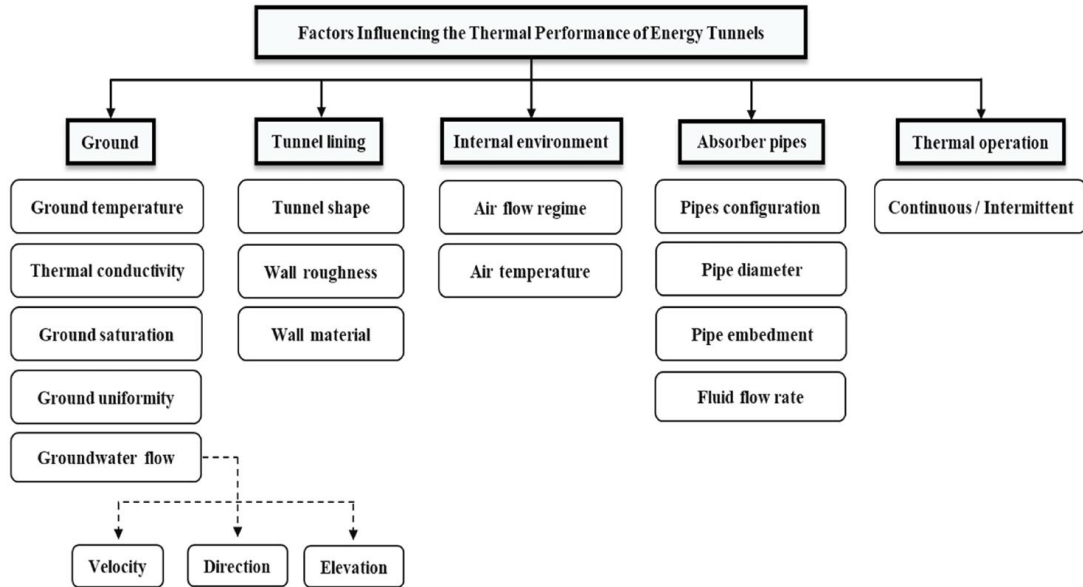 Factors Influencing the Thermal Performance of Energy Tunnels
Ground
Tunnel lining
Internal environment
Absorber pipes
Thermal operation
Ground temperature
Tunnel shape
Air flow regime
Pipes configuration
Continuous / Intermittent
Thermal conductivity
Wall roughness
Air temperature
Pipe diameter
Ground saturation
Wall material
Pipe embedment
Ground uniformity
Fluid flow rate
Groundwater flow
Velocity
Direction
Elevation